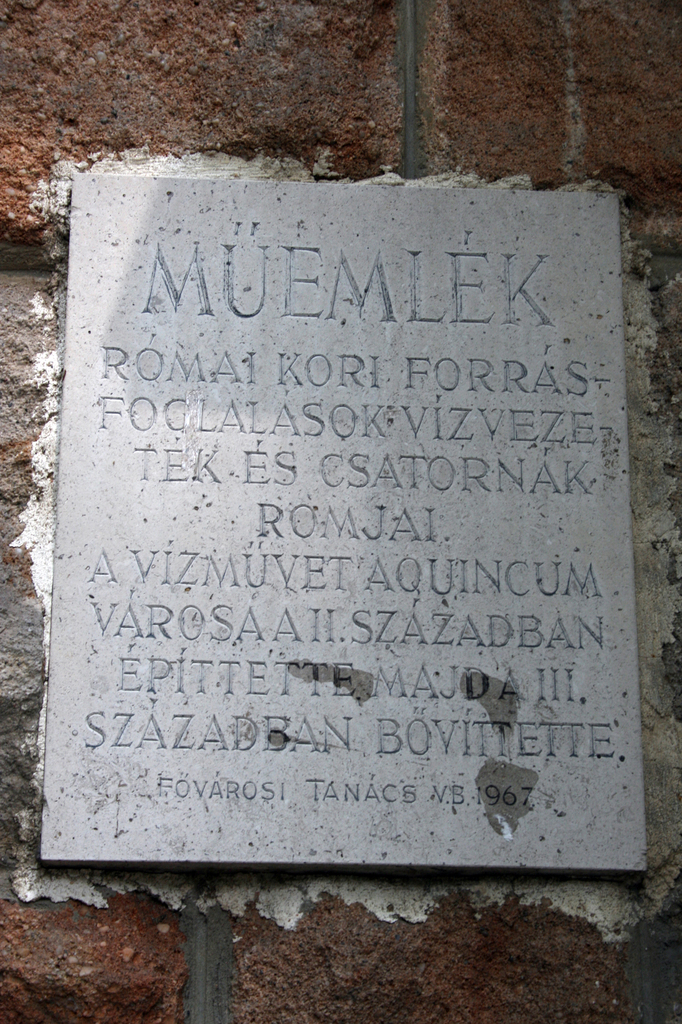 MŰEMLÉK
RÓMAI KORI FORRÁS-
FOGLALÁSOK VÍZVEZE-
TÉK ÉS CSATORNÁK
ROMJAI.
A VÍZMŰVET AQUINCUM
VÁROSA A II. SZÁZADBAN
ÉPÍTTETTE MAJD A III.
SZÁZADBAN BŐVÍTTETTE.
FŐVÁROSI TANÁCS V.B. 1967